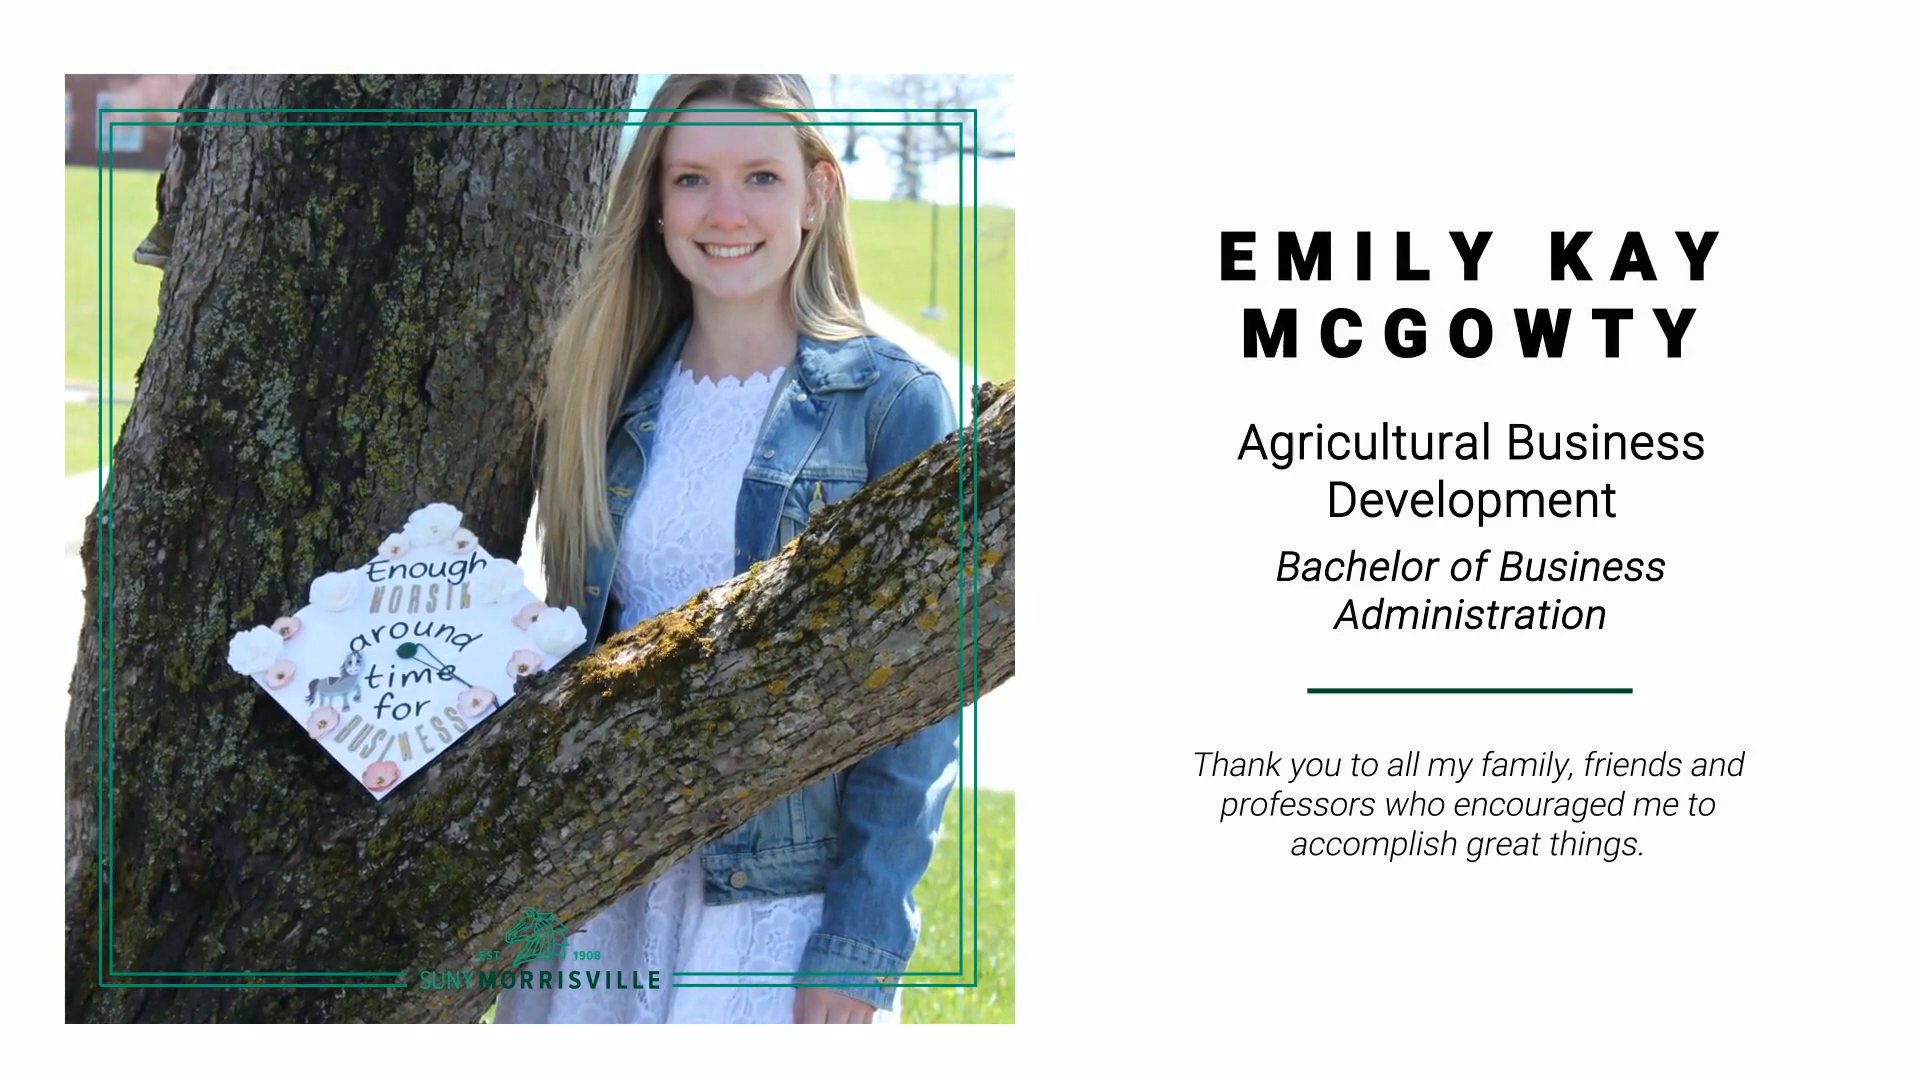 Enough
HORSIN
around
time
for
BUSINESS
EST. 1908
SUNY MORRISVILLE
EMILY KAY
MCGOWTY
Agricultural Business
Development
Bachelor of Business
Administration
Thank you to all my family, friends and
professors who encouraged me to
accomplish great things.